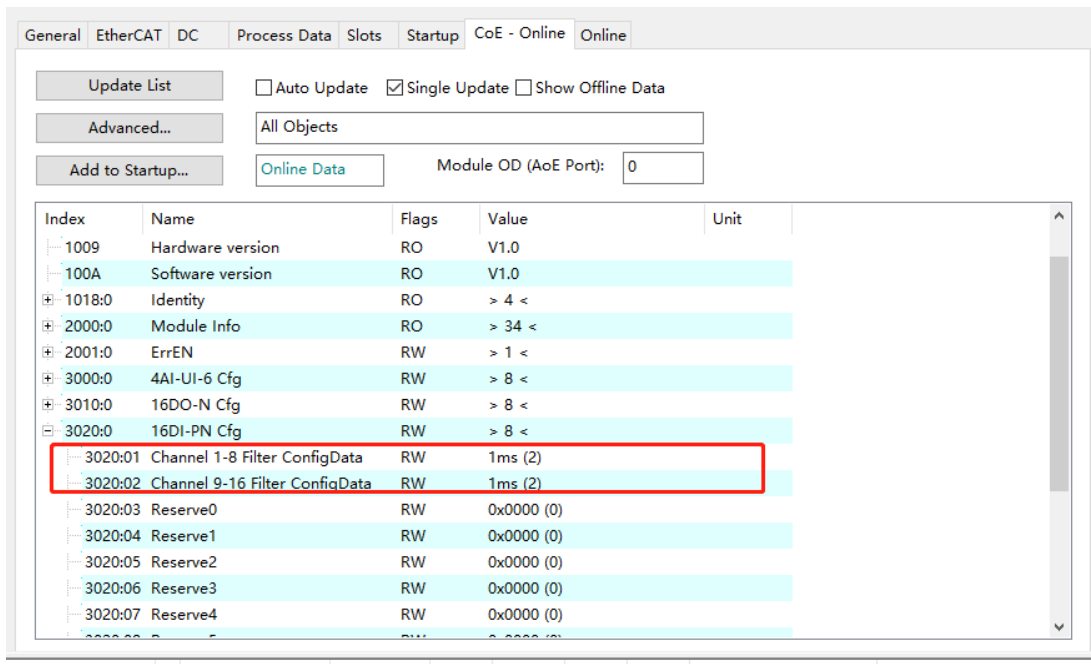 General EtherCAT DC Process Data Slots Startup CoE - Online Online
Update List Auto Update Single Update Show Offline Data
Advanced... All Objects
Add to Startup... Online Data Module OD (AoE Port): 0
Index Name Flags Value Unit
1009 Hardware version RO V1.0
100A Software version RO V1.0
1018:0 Identity RO > 4 <
2000:0 Module Info RO > 34 <
2001:0 ErrEN RW > 1 <
3000:0 4AI-UI-6 Cfg RW > 8 <
3010:0 16DO-N Cfg RW > 8 <
3020:0 16DI-PN Cfg RW > 8 <
3020:01 Channel 1-8 Filter ConfigData RW 1ms (2)
3020:02 Channel 9-16 Filter ConfigData RW 1ms (2)
3020:03 Reserve0 RW 0x0000 (0)
3020:04 Reserve1 RW 0x0000 (0)
3020:05 Reserve2 RW 0x0000 (0)
3020:06 Reserve3 RW 0x0000 (0)
3020:07 Reserve4 RW 0x0000 (0)